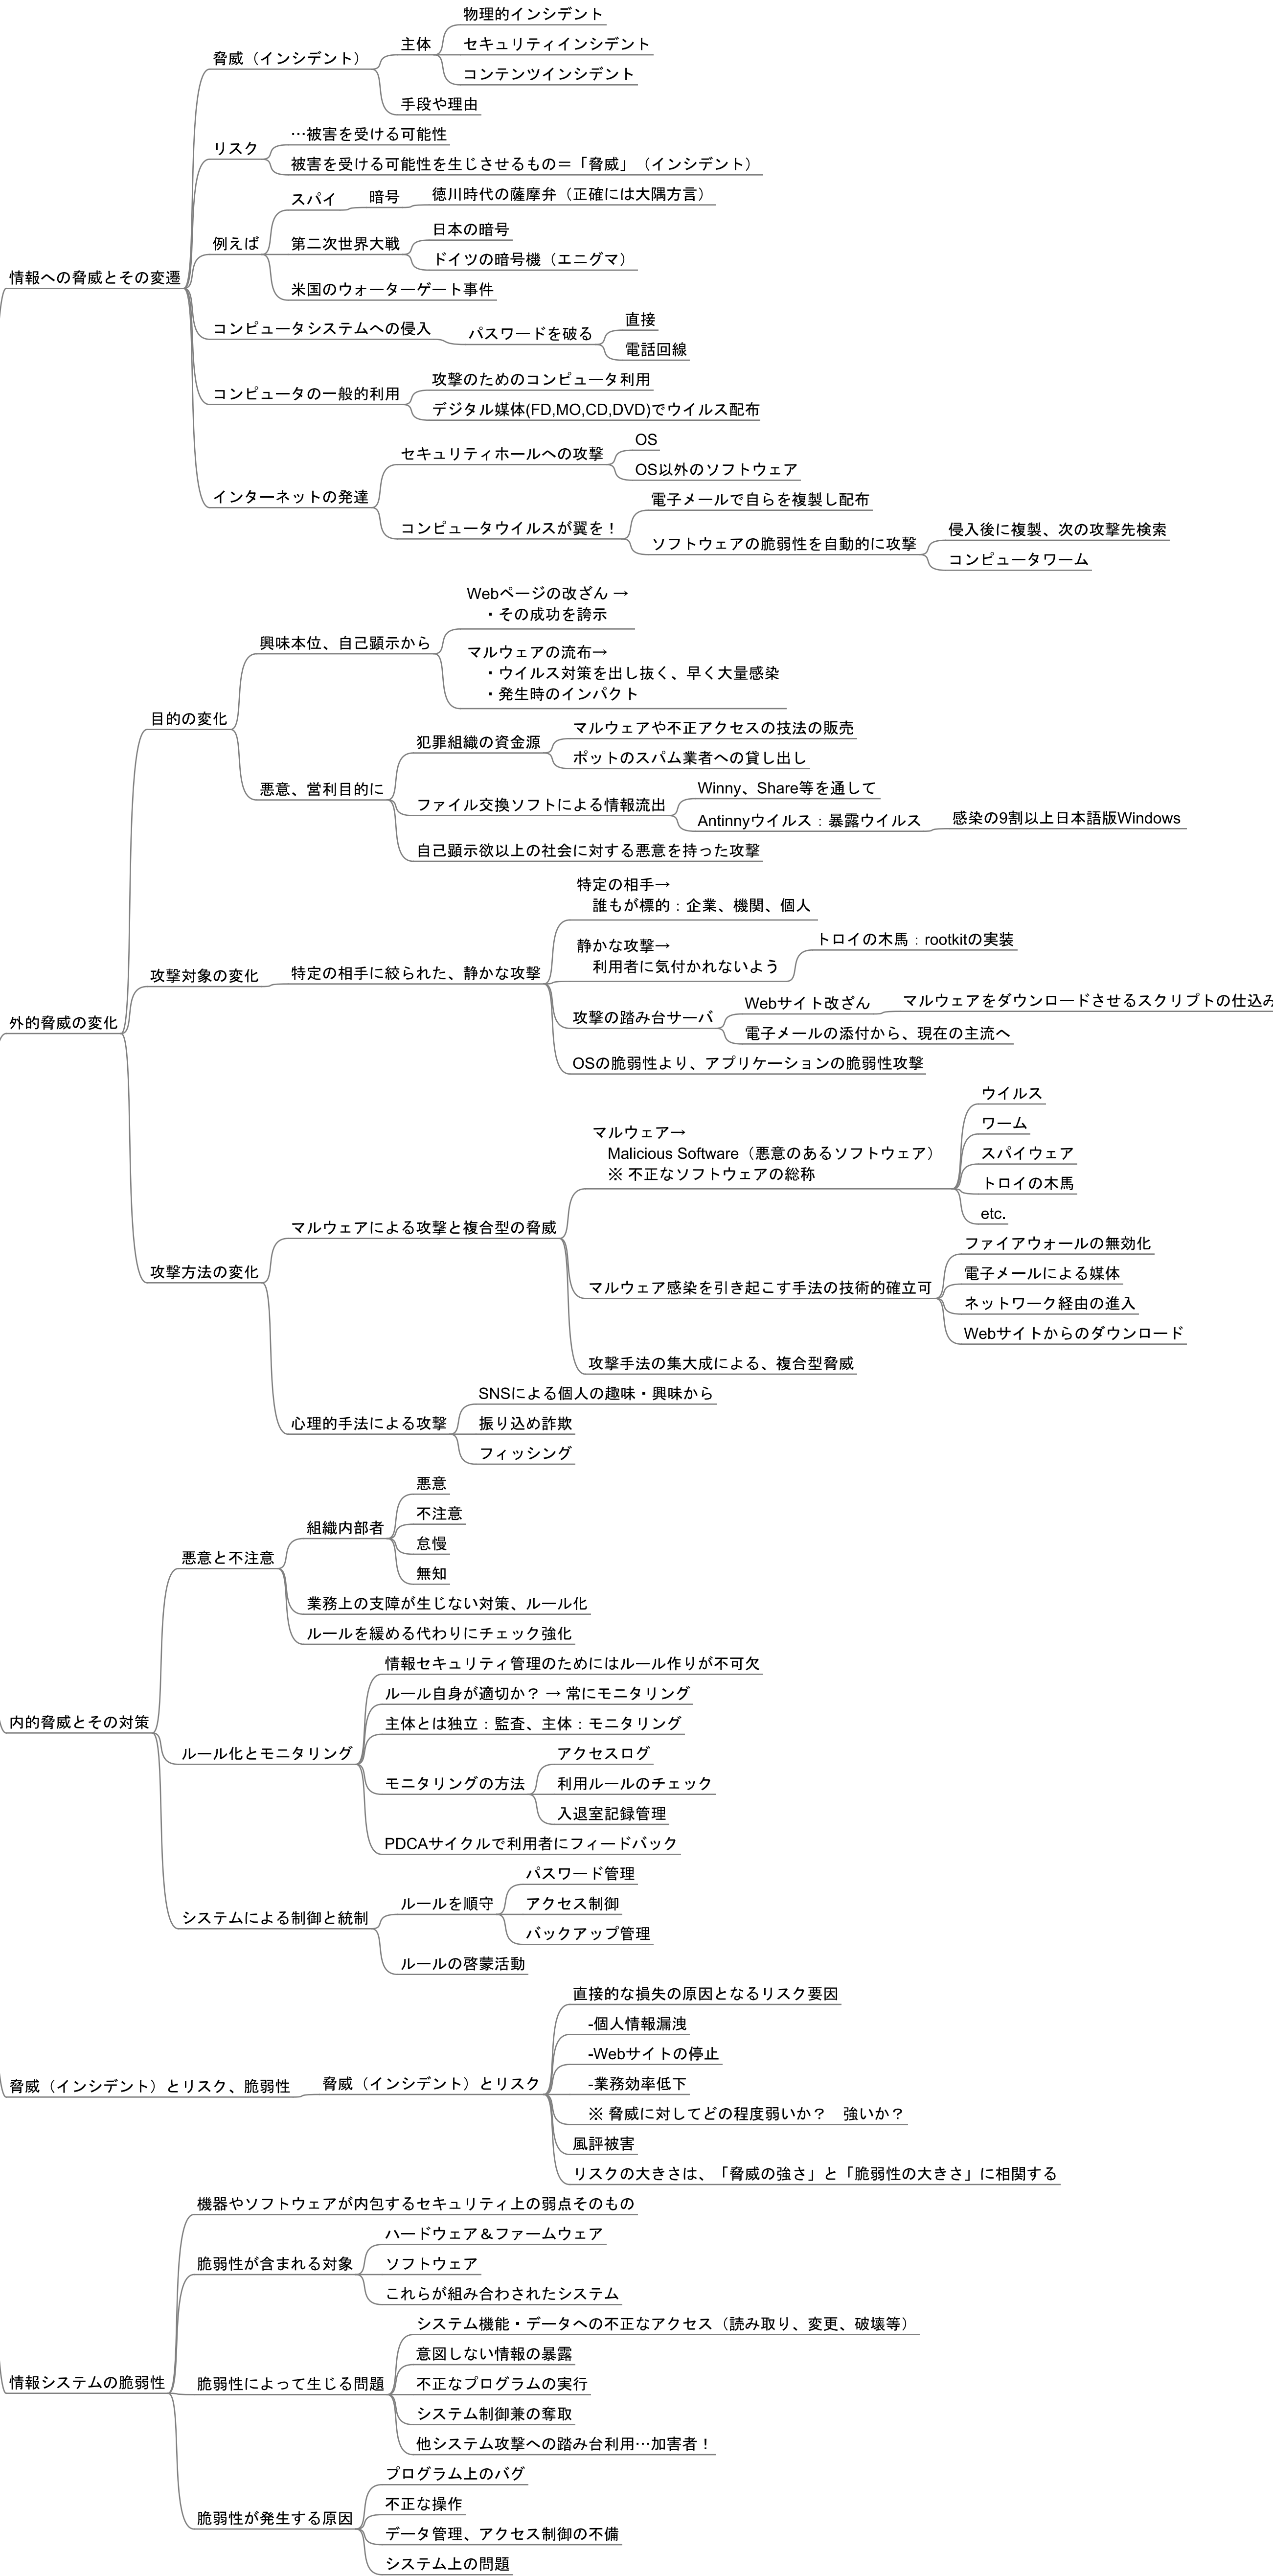 情報への脅威とその変遷
脅威（インシデント）
主体
物理的インシデント
セキュリティインシデント
コンテンツインシデント
手段や理由
リスク
…被害を受ける可能性
被害を受ける可能性を生じさせるもの＝「脅威」（インシデント）
例えば
スパイ
暗号
徳川時代の薩摩弁（正確には大隅方言）
第二次世界大戦
日本の暗号
ドイツの暗号機（エニグマ）
米国のウォーターゲート事件
コンピュータシステムへの侵入
パスワードを破る
直接
電話回線
コンピュータの一般的利用
攻撃のためのコンピュータ利用
デジタル媒体(FD,MO,CD,DVD)でウイルス配布
インターネットの発達
セキュリティホールへの攻撃
OS
OS以外のソフトウェア
コンピュータウイルスが翼を！
電子メールで自らを複製し配布
ソフトウェアの脆弱性を自動的に攻撃
侵入後に複製、次の攻撃先検索
コンピュータワーム
外的脅威の変化
目的の変化
興味本位、自己顕示から
Webページの改ざん →
・その成功を誇示
マルウェアの流布→
・ウイルス対策を出し抜く、早く大量感染
・発生時のインパクト
悪意、営利目的に
犯罪組織の資金源
マルウェアや不正アクセスの技法の販売
ポットのスパム業者への貸し出し
ファイル交換ソフトによる情報流出
Winny、Share等を通して
Antinnyウイルス：暴露ウイルス
感染の9割以上日本語版Windows
自己顕示欲以上の社会に対する悪意を持った攻撃
攻撃対象の変化
特定の相手に絞られた、静かな攻撃
特定の相手→
誰もが標的：企業、機関、個人
静かな攻撃→
利用者に気付かれないよう
トロイの木馬：rootkitの実装
攻撃の踏み台サーバ
Webサイト改ざん
マルウェアをダウンロードさせるスクリプトの仕込み
電子メールの添付から、現在の主流へ
OSの脆弱性より、アプリケーションの脆弱性攻撃
攻撃方法の変化
マルウェアによる攻撃と複合型の脅威
マルウェア→
Malicious Software（悪意のあるソフトウェア）
※ 不正なソフトウェアの総称
ウイルス
ワーム
スパイウェア
トロイの木馬
etc.
マルウェア感染を引き起こす手法の技術的確立可
ファイアウォールの無効化
電子メールによる媒体
ネットワーク経由の進入
Webサイトからのダウンロード
攻撃手法の集大成による、複合型脅威
心理的手法による攻撃
SNSによる個人の趣味・興味から
振り込め詐欺
フィッシング
内的脅威とその対策
悪意と不注意
組織内部者
悪意
不注意
怠慢
無知
業務上の支障が生じない対策、ルール化
ルールを緩める代わりにチェック強化
ルール化とモニタリング
情報セキュリティ管理のためにはルール作りが不可欠
ルール自身が適切か？ → 常にモニタリング
主体とは独立：監査、主体：モニタリング
モニタリングの方法
アクセスログ
利用ルールのチェック
入退室記録管理
PDCAサイクルで利用者にフィードバック
システムによる制御と統制
ルールを順守
パスワード管理
アクセス制御
バックアップ管理
ルールの啓蒙活動
脅威（インシデント）とリスク、脆弱性
脅威（インシデント）とリスク
直接的な損失の原因となるリスク要因
-個人情報漏洩
-Webサイトの停止
-業務効率低下
※ 脅威に対してどの程度弱いか？　強いか？
風評被害
リスクの大きさは、「脅威の強さ」と「脆弱性の大きさ」に相関する
情報システムの脆弱性
機器やソフトウェアが内包するセキュリティ上の弱点そのもの
脆弱性が含まれる対象
ハードウェア＆ファームウェア
ソフトウェア
これらが組み合わされたシステム
脆弱性によって生じる問題
システム機能・データへの不正なアクセス（読み取り、変更、破壊等）
意図しない情報の暴露
不正なプログラムの実行
システム制御兼の奪取
他システム攻撃への踏み台利用…加害者！
脆弱性が発生する原因
プログラム上のバグ
不正な操作
データ管理、アクセス制御の不備
システム上の問題